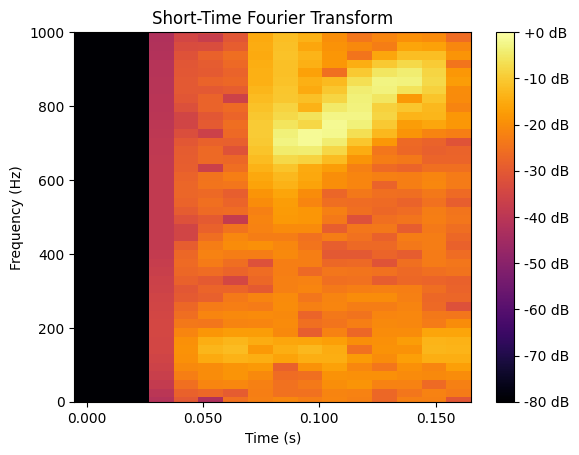 Short-Time Fourier Transform
Frequency (Hz)
1000
800
600
400
200
0
0.000
0.050
0.100
0.150
Time (s)
+0 dB
-10 dB
-20 dB
-30 dB
-40 dB
-50 dB
-60 dB
-70 dB
-80 dB